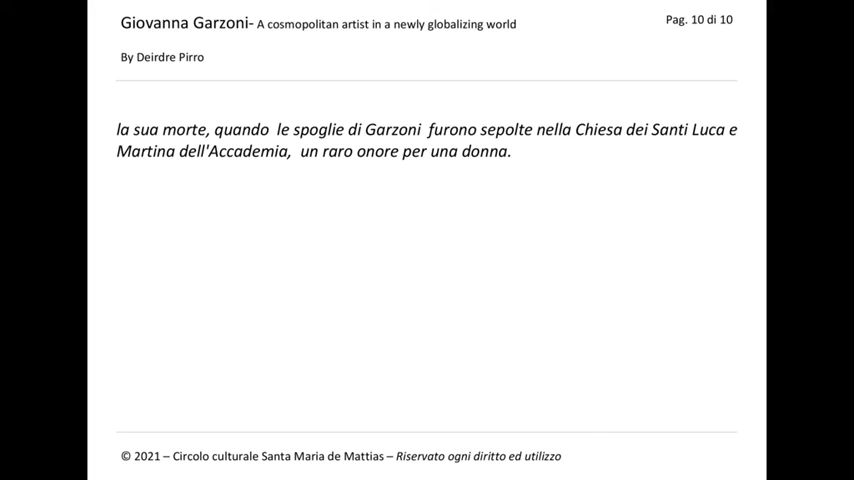 Giovanna Garzoni- A cosmopolitan artist in a newly globalizing world
Pag. 10 di 10
By Deirdre Pirro
la sua morte, quando le spoglie di Garzoni furono sepolte nella Chiesa dei Santi Luca e
Martina dell'Accademia, un raro onore per una donna.
© 2021 – Circolo culturale Santa Maria de Mattias – Riservato ogni diritto ed utilizzo